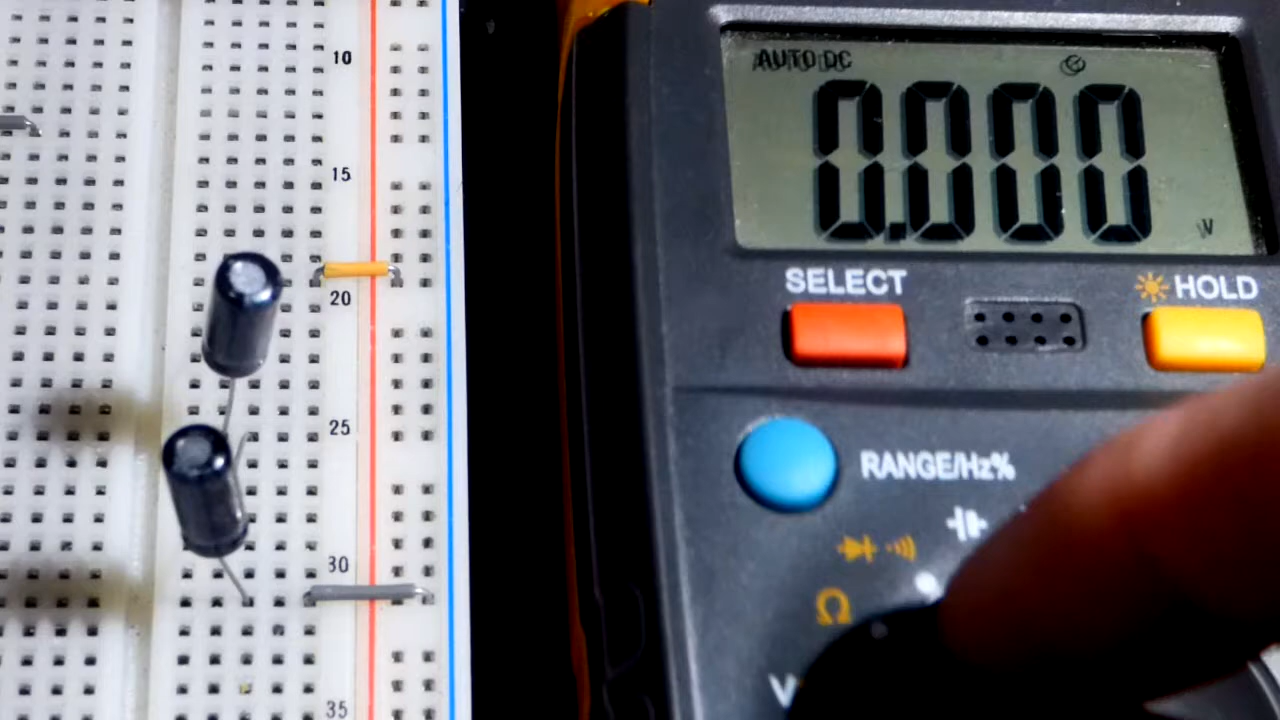 10
15
20
25
30
35
AUTO DC
0.000
V
SELECT
HOLD
RANGE/Hz%
Ω
V